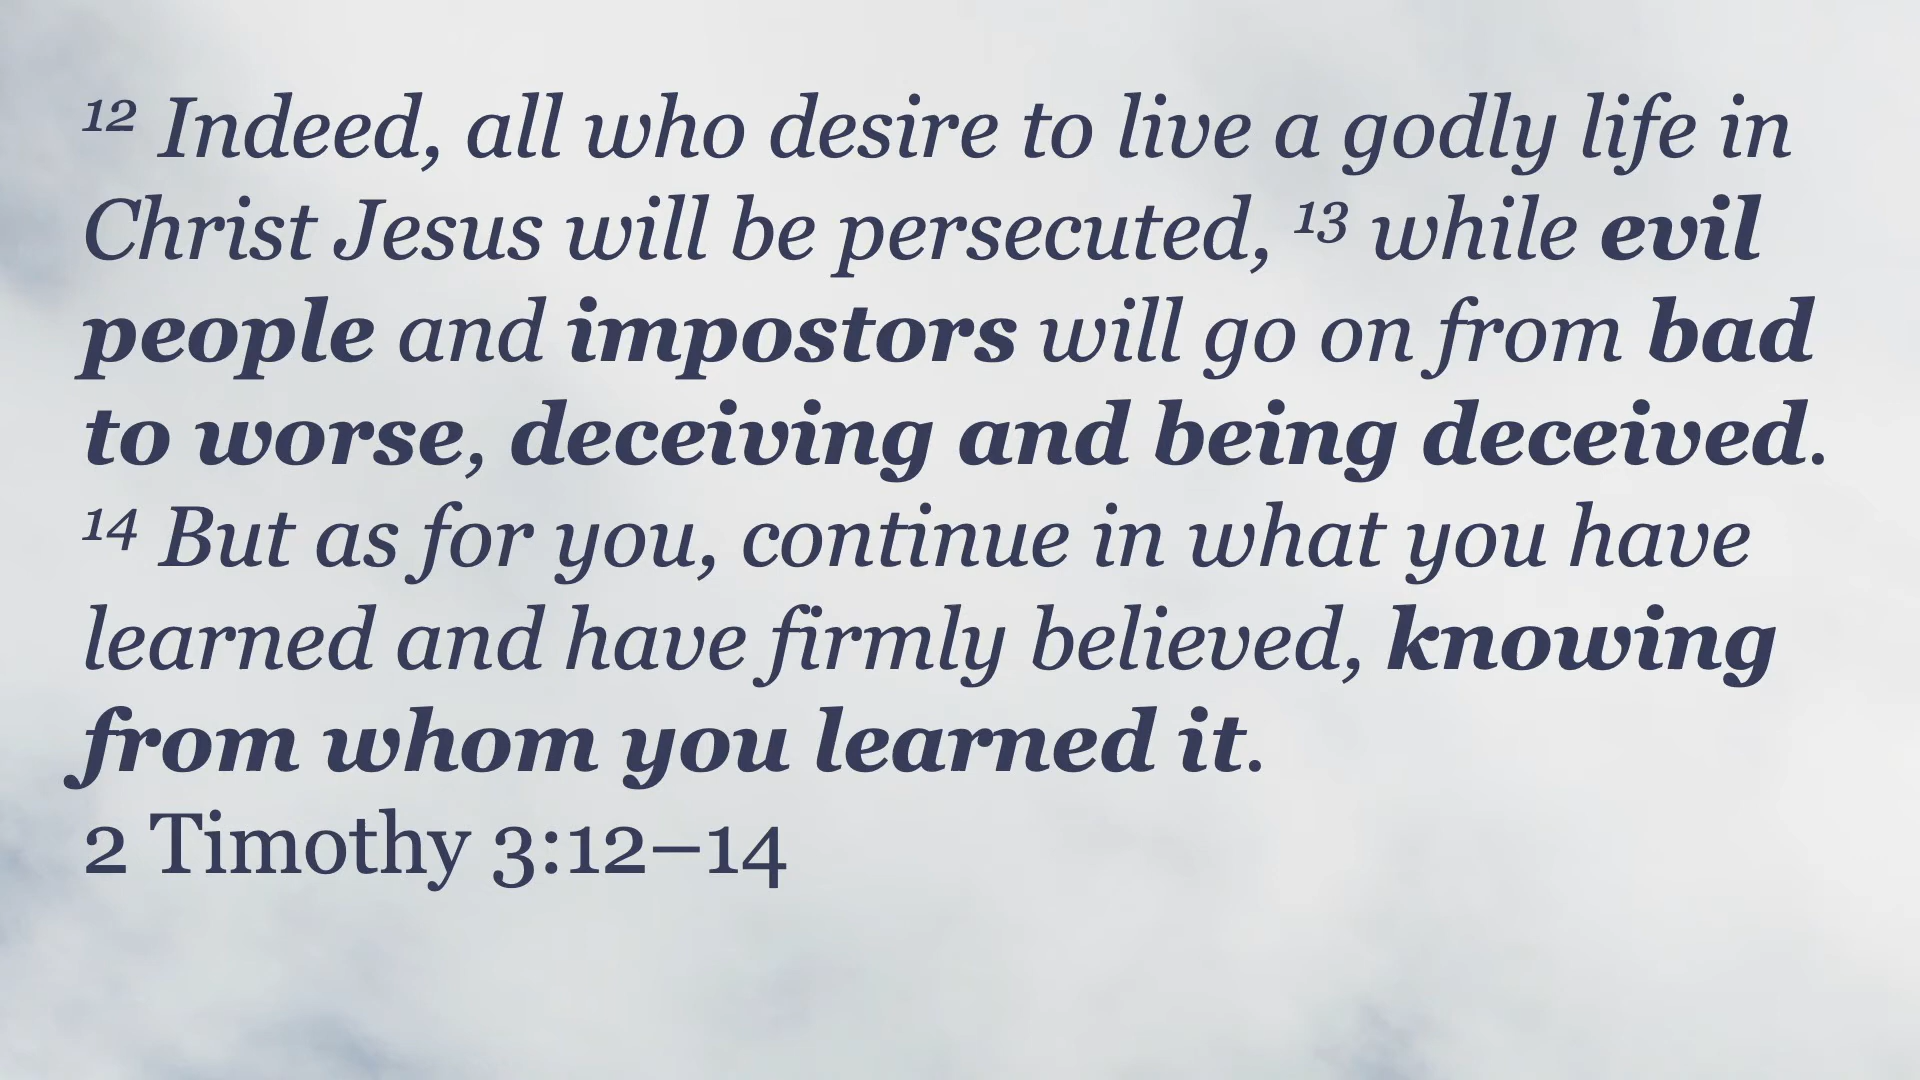 12 Indeed, all who desire to live a godly life in
Christ Jesus will be persecuted, 13 while evil
people and impostors will go on from bad
to worse, deceiving and being deceived.
14 But as for you, continue in what you have
learned and have firmly believed, knowing
from whom you learned it.
2 Timothy 3:12–14